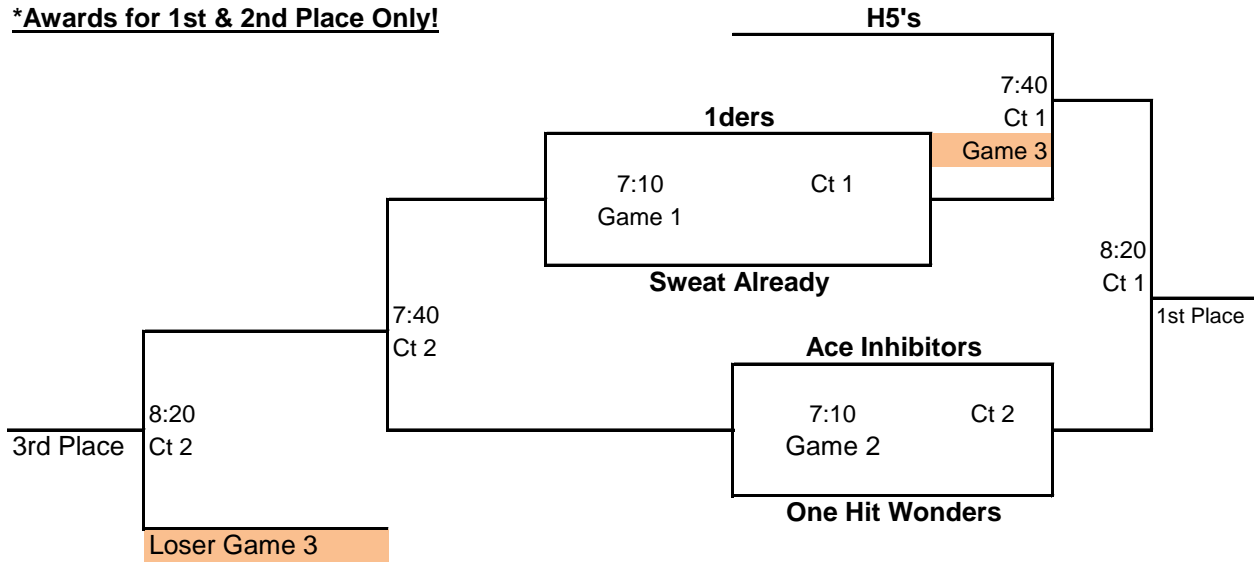 *Awards for 1st & 2nd Place Only!
H5's
7:40
Ct 1
Game 3
1ders
7:10 Ct 1
Game 1
Sweat Already
8:20
Ct 1
1st Place
7:40
Ct 2
Ace Inhibitors
7:10 Ct 2
Game 2
One Hit Wonders
8:20
3rd Place Ct 2
Loser Game 3